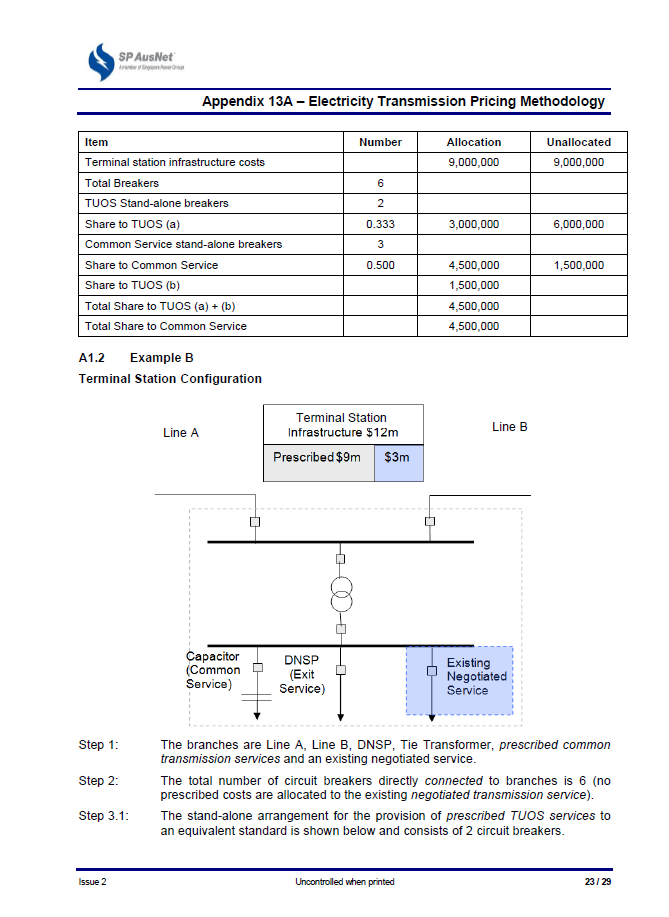 SP AusNet
A member of Singapore Power Group
Appendix 13A – Electricity Transmission Pricing Methodology
Item Number Allocation Unallocated
Terminal station infrastructure costs 9,000,000 9,000,000
Total Breakers 6
TUOS Stand-alone breakers 2
Share to TUOS (a) 0.333 3,000,000 6,000,000
Common Service stand-alone breakers 3
Share to Common Service 0.500 4,500,000 1,500,000
Share to TUOS (b) 1,500,000
Total Share to TUOS (a) + (b) 4,500,000
Total Share to Common Service 4,500,000
A1.2 Example B
Terminal Station Configuration
Line A
Terminal Station
Infrastructure $12m
Prescribed $9m $3m
Line B
Capacitor
(Common
Service)
DNSP
(Exit
Service)
Existing
Negotiated
Service
Step 1: The branches are Line A, Line B, DNSP, Tie Transformer, prescribed common
transmission services and an existing negotiated service.
Step 2: The total number of circuit breakers directly connected to branches is 6 (no
prescribed costs are allocated to the existing negotiated transmission service).
Step 3.1: The stand-alone arrangement for the provision of prescribed TUOS services to
an equivalent standard is shown below and consists of 2 circuit breakers.
Issue 2 Uncontrolled when printed 23 / 29